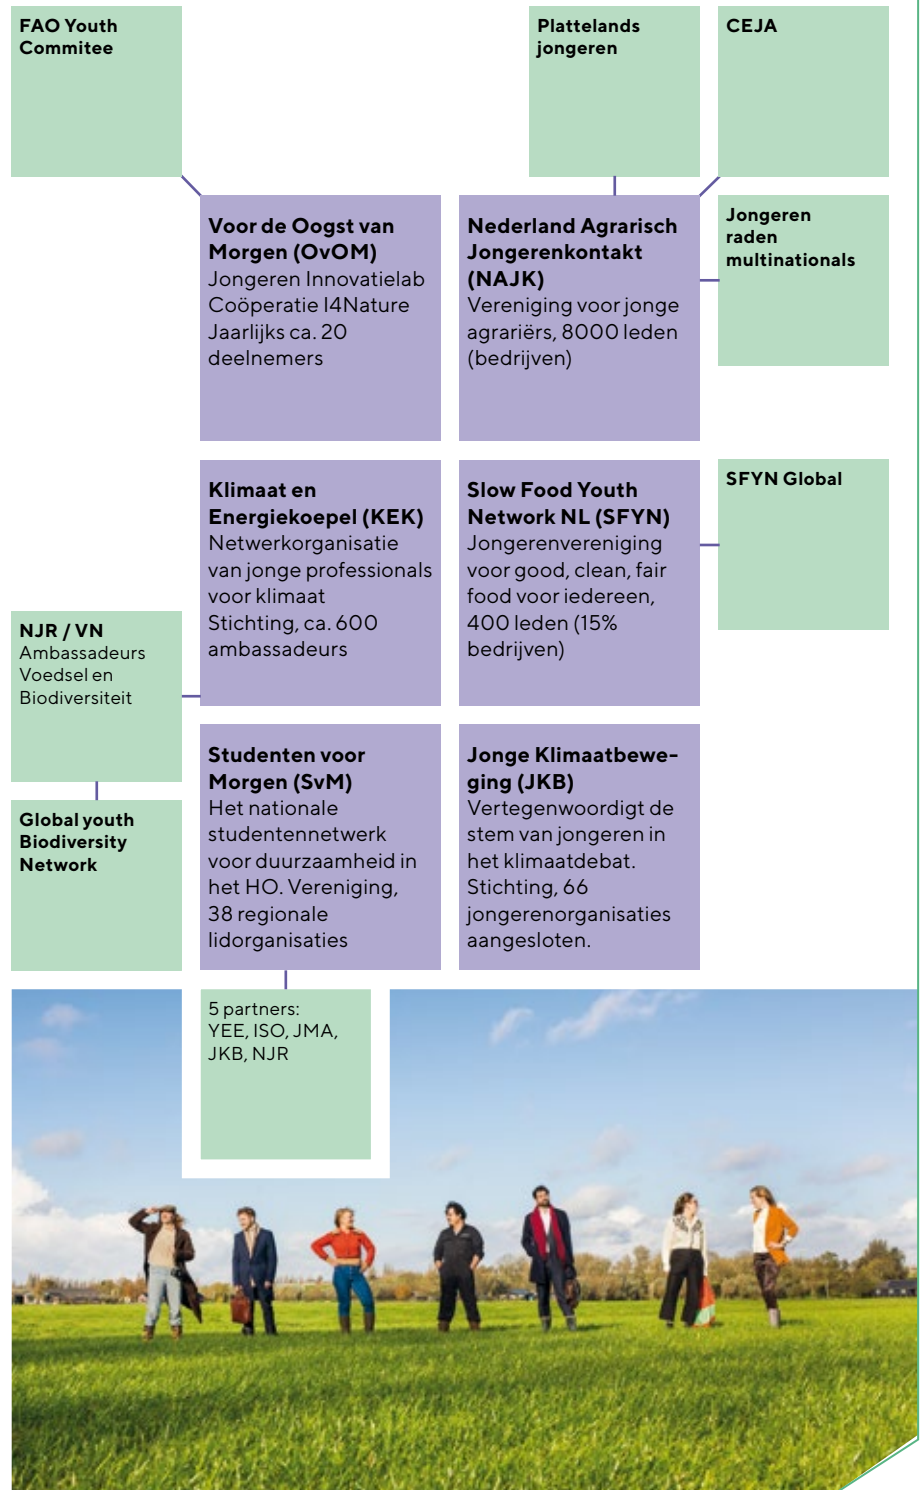 FAO Youth
Commitee
Plattelands
jongeren
CEJA
Voor de Oogst van
Morgen (OvOM)
Jongeren Innovatielab
Coöperatie I4Nature
Jaarlijks ca. 20
deelnemers
Nederland Agrarisch
Jongerenkontakt
(NAJK)
Vereniging voor jonge
agrariërs, 8000 leden
(bedrijven)
Jongeren
raden
multinationals
Klimaat en
Energiekoepel (KEK)
Netwerkorganisatie
van jonge professionals
voor klimaat
Stichting, ca. 600
ambassadeurs
Slow Food Youth
Network NL (SFYN)
Jongerenvereniging
voor good, clean, fair
food voor iedereen,
400 leden (15%
bedrijven)
SFYN Global
NJR / VN
Ambassadeurs
Voedsel en
Biodiversiteit
Global youth
Biodiversity
Network
Studenten voor
Morgen (SvM)
Het nationale
studentennetwerk
voor duurzaamheid in
het HO. Vereniging,
38 regionale
lidorganisaties
Jonge Klimaatbewe-
ging (JKB)
Vertegenwoordigt de
stem van jongeren in
het klimaatdebat.
Stichting, 66
jongerenorganisaties
aangesloten.
5 partners:
YEE, ISO, JMA,
JKB, NJR